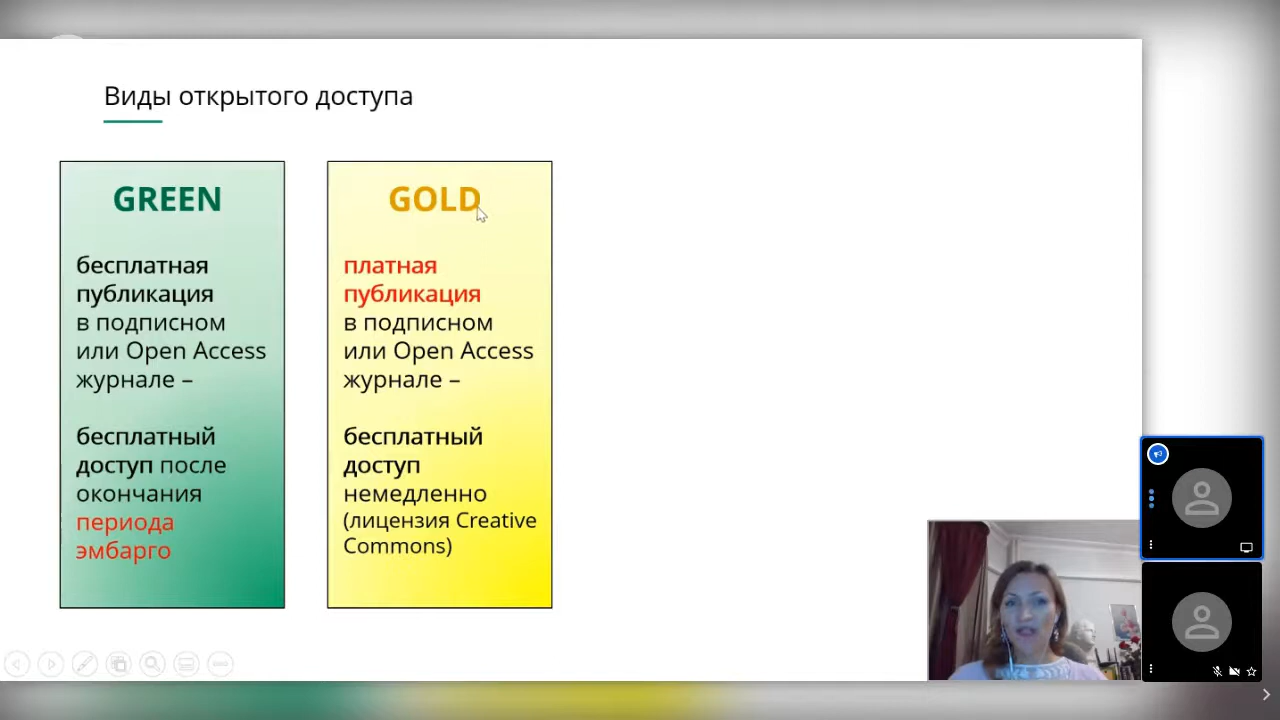 Виды открытого доступа
GREEN
бесплатная
публикация
в подписном
или Open Access
журнале –
бесплатный
доступ после
окончания
периода
эмбарго
GOLD
платная
публикация
в подписном
или Open Access
журнале –
бесплатный
доступ
немедленно
(лицензия Creative
Commons)